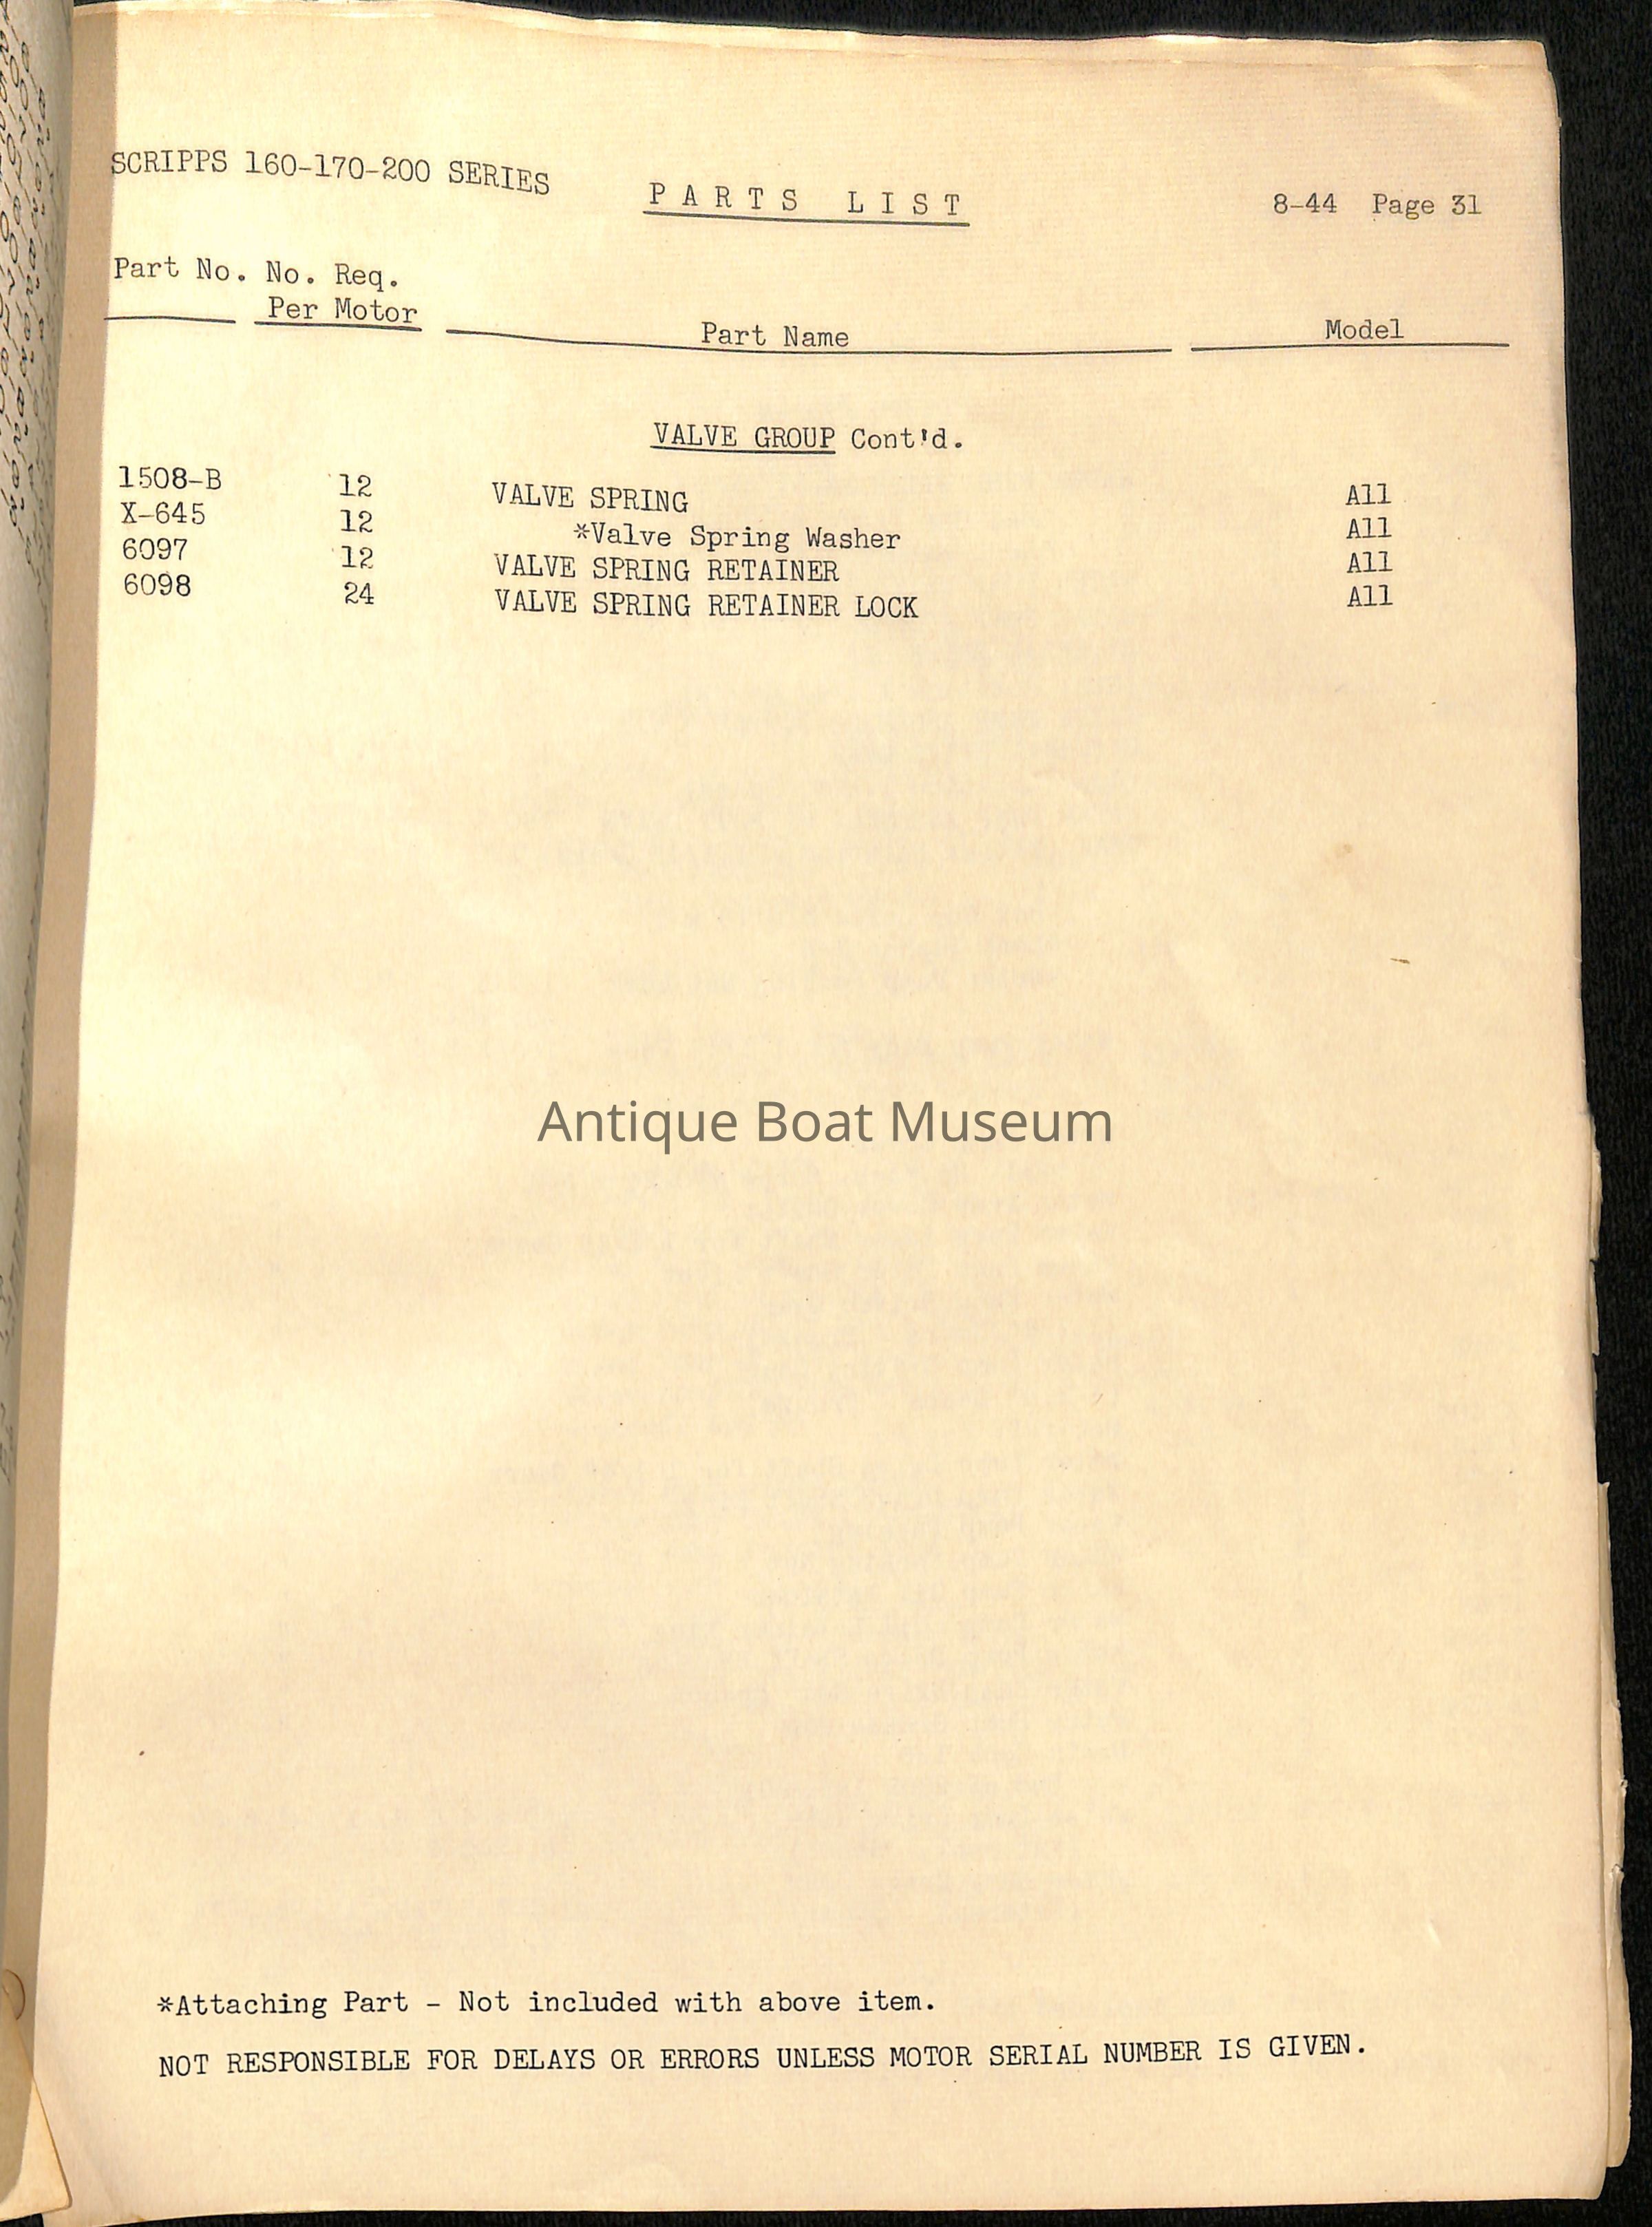 SCRIPPS 160-170-200 SERIES PARTS LIST 8-44 Page 31
Part No. No. Req.
Per Motor Part Name Model
VALVE GROUP Cont'd.
1508-B 12 VALVE SPRING All
X-645 12 *Valve Spring Washer All
6097 12 VALVE SPRING RETAINER All
6098 24 VALVE SPRING RETAINER LOCK All
Antique Boat Museum
*Attaching Part - Not included with above item.
NOT RESPONSIBLE FOR DELAYS OR ERRORS UNLESS MOTOR SERIAL NUMBER IS GIVEN.